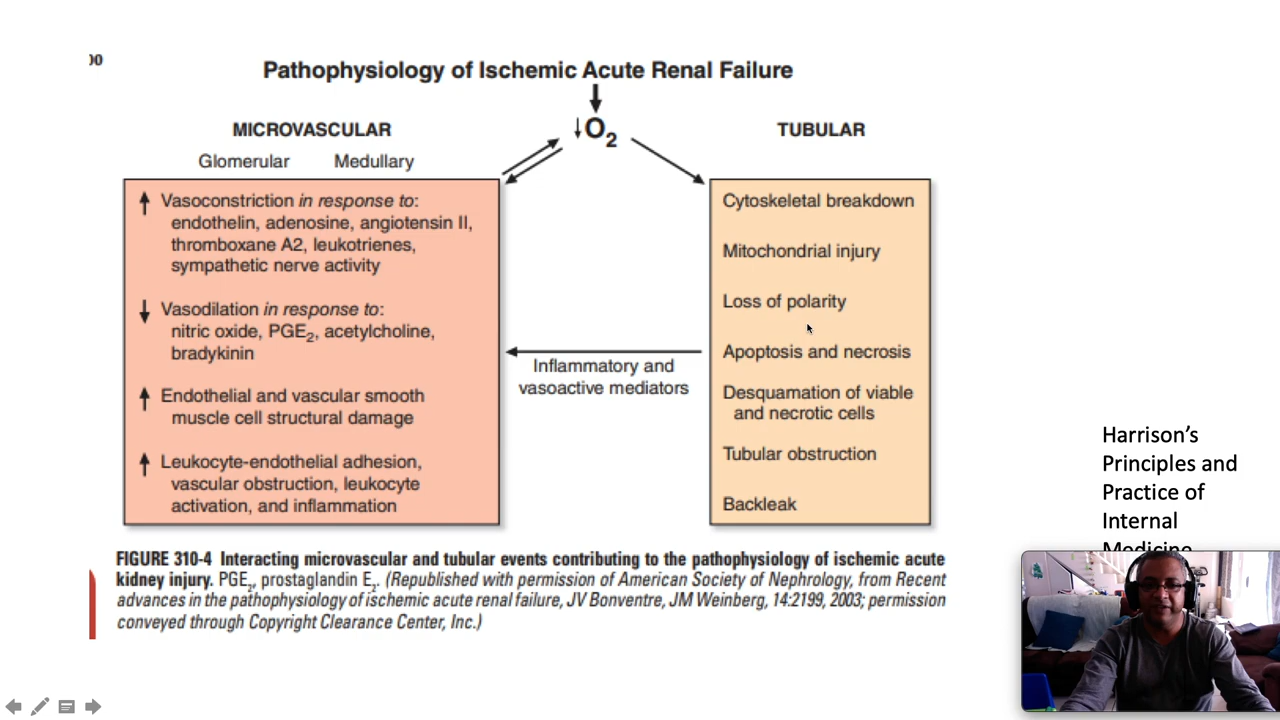 00
Pathophysiology of Ischemic Acute Renal Failure
↓O2
MICROVASCULAR
Glomerular Medullary
↑ Vasoconstriction in response to:
endothelin, adenosine, angiotensin II,
thromboxane A2, leukotrienes,
sympathetic nerve activity
↓ Vasodilation in response to:
nitric oxide, PGE2, acetylcholine,
bradykinin
↑ Endothelial and vascular smooth
muscle cell structural damage
↑ Leukocyte-endothelial adhesion,
vascular obstruction, leukocyte
activation, and inflammation
Inflammatory and
vasoactive mediators
TUBULAR
Cytoskeletal breakdown
Mitochondrial injury
Loss of polarity
Apoptosis and necrosis
Desquamation of viable
and necrotic cells
Tubular obstruction
Backleak
FIGURE 310-4 Interacting microvascular and tubular events contributing to the pathophysiology of ischemic acute
kidney injury. PGE2, prostaglandin E2. (Republished with permission of American Society of Nephrology, from Recent
advances in the pathophysiology of ischemic acute renal failure, JV Bonventre, JM Weinberg, 14:2199, 2003; permission
conveyed through Copyright Clearance Center, Inc.)
Harrison's
Principles and
Practice of
Internal
Medicine